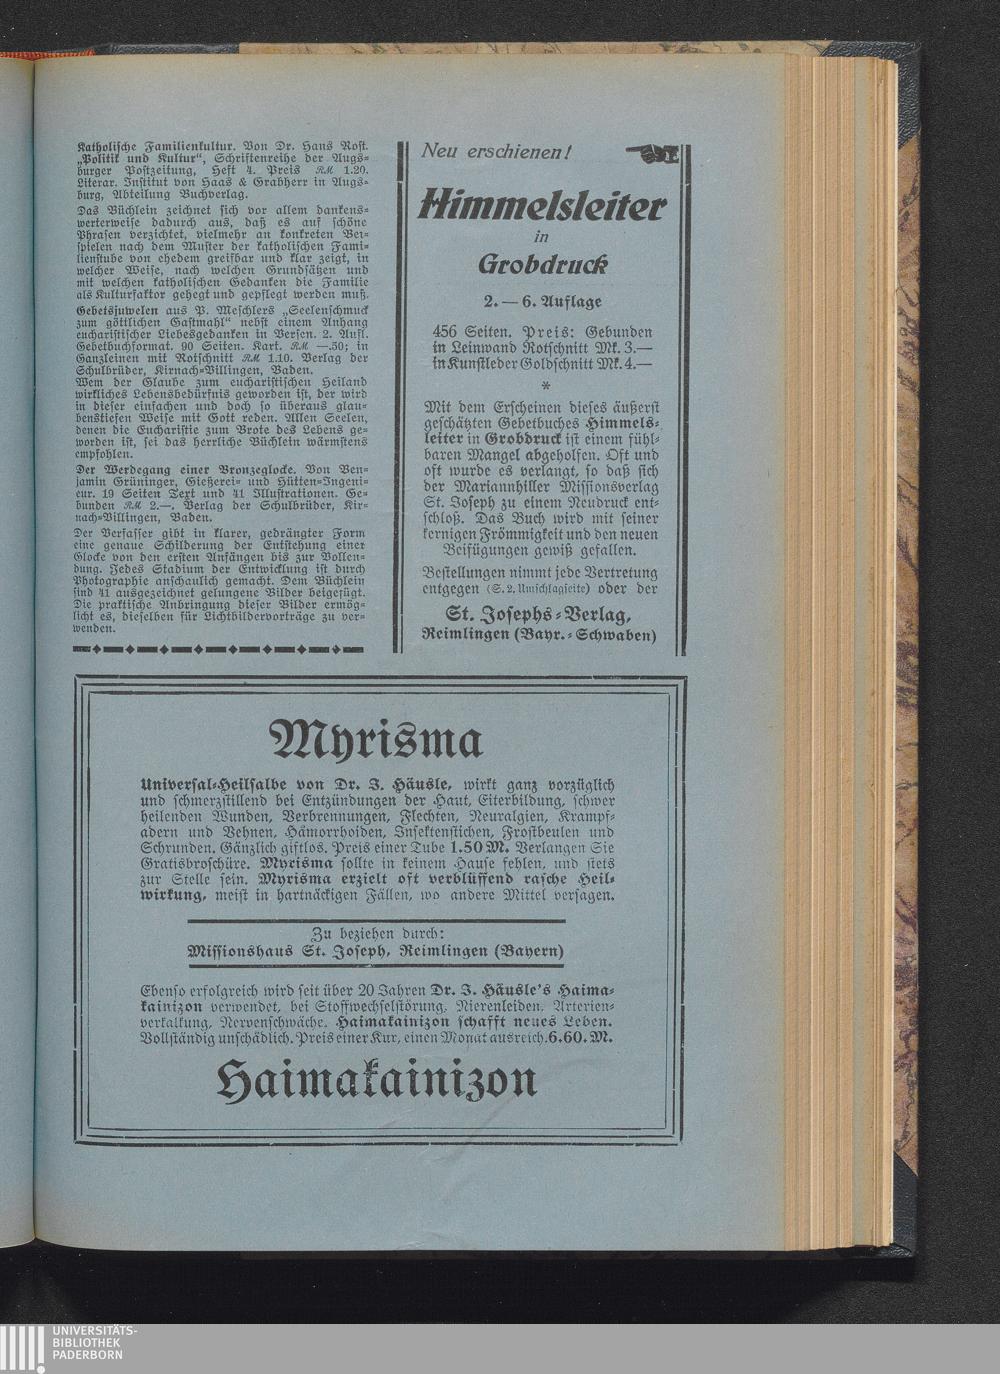 Katholische Familienkultur. Von Dr. Hans Rost.
„Politik und Kultur“, Schriftenreihe der Augs-
burger Postzeitung, Heft 4. Preis RM 1.20.
Literar. Institut von Haas & Grabherr in Augs-
burg, Abteilung Buchverlag.
Das Büchlein zeichnet sich vor allem dankens-
werterweise dadurch aus, daß es auf schöne
Phrasen verzichtet, vielmehr an konkreten Bei-
spielen nach dem Muster der katholischen Fami-
lienstube von ehedem greifbar und klar zeigt, in
welcher Weise, nach welchen Grundsätzen und
mit welchen katholischen Gedanken die Familie
als Kulturfaktor gehegt und gepflegt werden muß.
Gebetsjuwelen aus P. Meschlers „Seelenschmuck
zum göttlichen Gastmahl“ nebst einem Anhang
eucharistischer Liebesgedanken in Versen. 2. Aufl.
Gebetbuchformat. 90 Seiten. Kart. RM —.50; in
Ganzleinen mit Rotschnitt RM 1.10. Verlag der
Schulbrüder, Kirnach-Villingen, Baden.
Wem der Glaube zum eucharistischen Heiland
wirkliches Lebensbedürfnis geworden ist, der wird
in dieser einfachen und doch so überaus glau-
benstiefen Weise mit Gott reden. Allen Seelen,
denen die Eucharistie zum Brote des Lebens ge-
worden ist, sei das herrliche Büchlein wärmstens
empfohlen.
Der Werdegang einer Bronzeglocke. Von Ben-
jamin Grüninger, Gießerei- und Hütten-Ingeni-
eur. 19 Seiten Text und 41 Illustrationen. Ge-
bunden RM 2.—. Verlag der Schulbrüder, Kir-
nach-Villingen, Baden.
Der Verfasser gibt in klarer, gedrängter Form
eine genaue Schilderung der Entstehung einer
Glocke von den ersten Anfängen bis zur Vollen-
dung. Jedes Stadium der Entwicklung ist durch
Photographie anschaulich gemacht. Dem Büchlein
sind 41 ausgezeichnet gelungene Bilder beigefügt.
Die praktische Anbringung dieser Bilder ermög-
licht es, dieselben für Lichtbildervorträge zu ver-
wenden.
Neu erschienen!
Himmelsleiter
in
Grobdruck
2. — 6. Auflage
456 Seiten. Preis: Gebunden
in Leinwand Rotschnitt Mk. 3.—
in Kunstleder Goldschnitt Mk. 4.—
*
Mit dem Erscheinen dieses äußerst
geschätzten Gebetbuches Himmels-
leiter in Grobdruck ist einem fühl-
baren Mangel abgeholfen. Oft und
oft wurde es verlangt, so daß sich
der Mariannhiller Missionsverlag
St. Joseph zu einem Neudruck ent-
schloß. Das Buch wird mit seiner
kernigen Frömmigkeit und den neuen
Beifügungen gewiß gefallen.
Bestellungen nimmt jede Vertretung
entgegen (S. 2. Umschlagseite) oder der
St. Josephs-Verlag,
Reimlingen (Bayr.-Schwaben)
Myrisma
Universal-Heilsalbe von Dr. J. Häusle, wirkt ganz vorzüglich
und schmerzstillend bei Entzündungen der Haut, Eiterbildung, schwer
heilenden Wunden, Verbrennungen, Flechten, Neuralgien, Krampf-
adern und Vehnen, Hämorrhoiden, Insektenstichen, Frostbeulen und
Schrunden. Gänzlich giftlos. Preis einer Tube 1.50 M. Verlangen Sie
Gratisbroschüre. Myrisma sollte in keinem Hause fehlen, und stets
zur Stelle sein. Myrisma erzielt oft verblüffend rasche Heil-
wirkung, meist in hartnäckigen Fällen, wo andere Mittel versagen.
Zu beziehen durch:
Missionshaus St. Joseph, Reimlingen (Bayern)
Ebenso erfolgreich wird seit über 20 Jahren Dr. J. Häusle's Haima-
kainizon verwendet, bei Stoffwechselstörung, Nierenleiden, Arterien-
verkalkung, Nervenschwäche. Haimakainizon schafft neues Leben.
Vollständig unschädlich. Preis einer Kur, einen Monat ausreich. 6.60. M.
Haimakainizon
UNIVERSITÄTS-
BIBLIOTHEK
PADERBORN